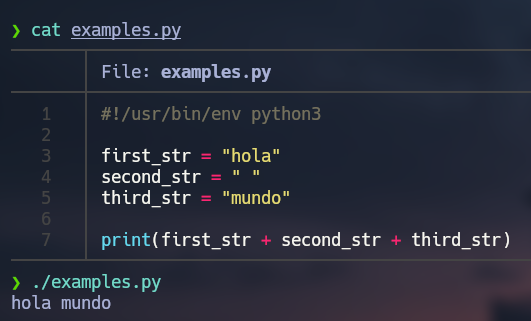 ❯ cat examples.py
File: examples.py
1 #!/usr/bin/env python3
2
3 first_str = "hola"
4 second_str = " "
5 third_str = "mundo"
6
7 print(first_str + second_str + third_str)
❯ ./examples.py
hola mundo